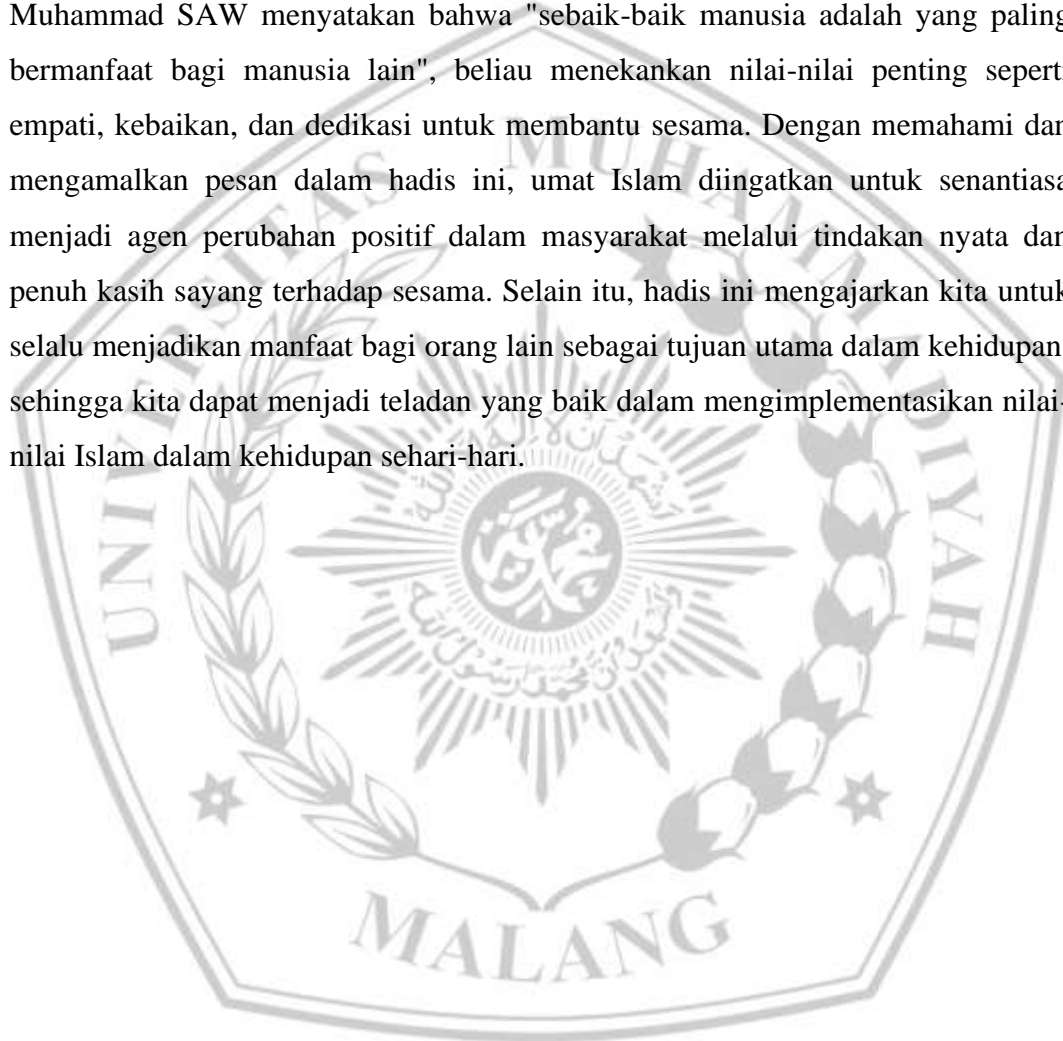 Muhammad SAW menyatakan bahwa "sebaik-baik manusia adalah yang paling
bermanfaat bagi manusia lain", beliau menekankan nilai-nilai penting sepert
empati, kebaikan, dan dedikasi untuk membantu sesama. Dengan memahami dan
mengamalkan pesan dalam hadis ini, umat Islam diingatkan untuk senantiasa
menjadi agen perubahan positif dalam masyarakat melalui tindakan nyata dan
penuh kasih sayang terhadap sesama. Selain itu, hadis ini mengajarkan kita untuk
selalu menjadikan manfaat bagi orang lain sebagai tujuan utama dalam kehidupan
sehingga kita dapat menjadi teladan yang baik dalam mengimplementasikan nilai-
nilai Islam dalam kehidupan sehari-hari.
UNIVERSITAS MUHAMMADIYAH
MALANG